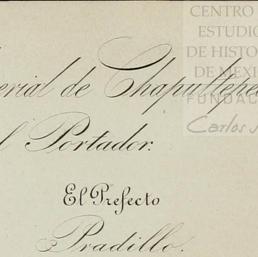 CENTRO
ESTUDIO
DE HISTO
DE MEXI
FUNDAC
Carlos
erial de Chapultepec
l Portador:
El Prefecto
Pradillo.